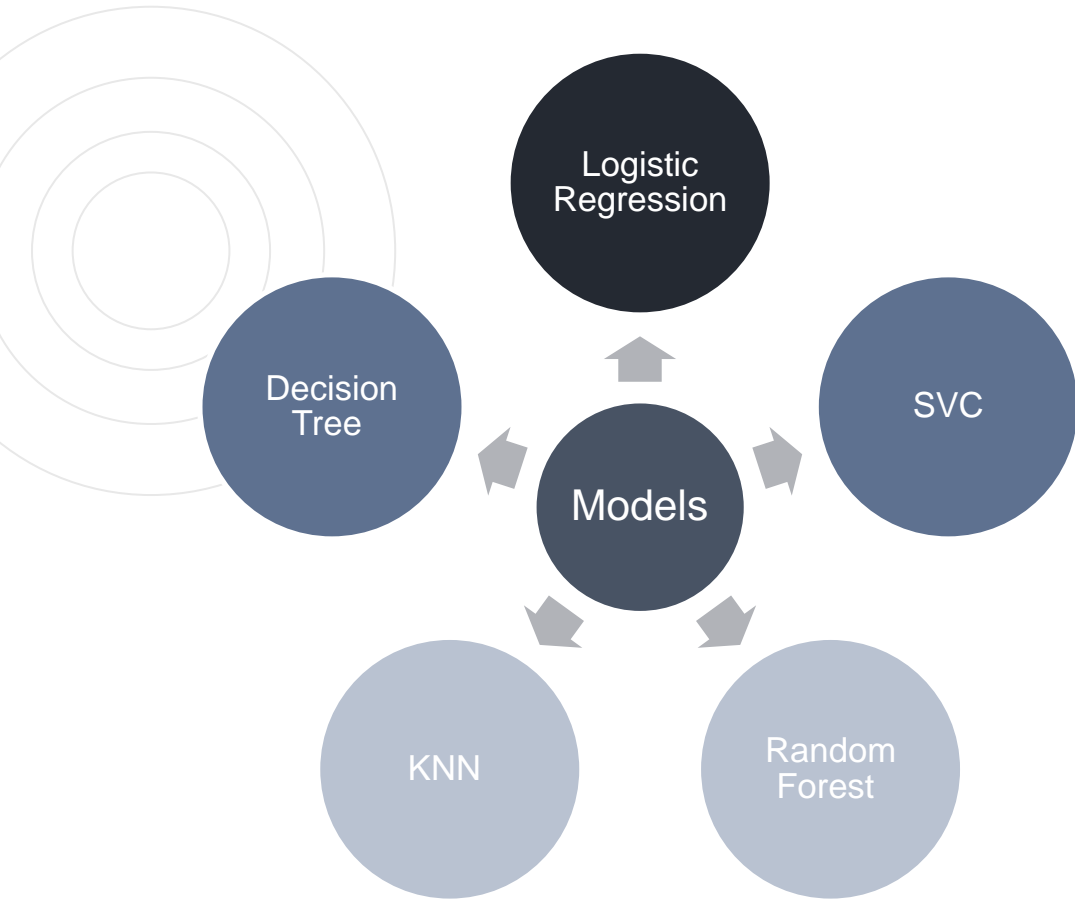 Logistic
Regression
Decision
Tree
SVC
Models
KNN
Random
Forest